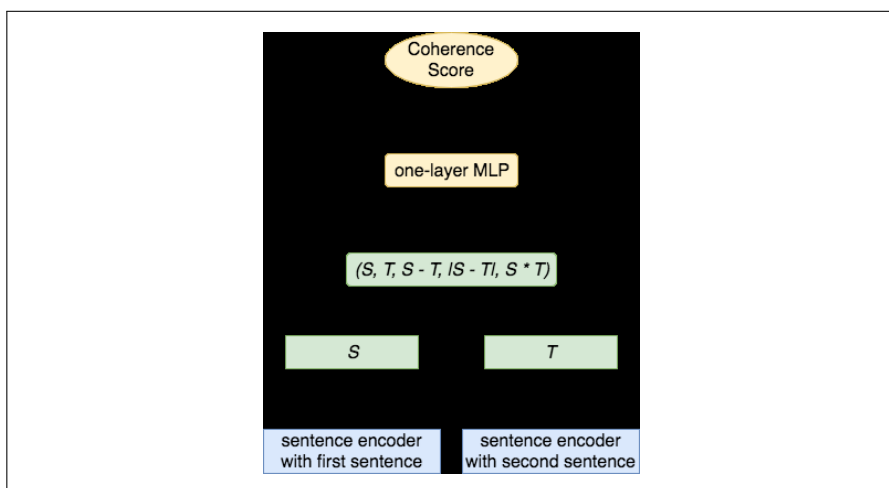 Coherence
Score
one-layer MLP
(S, T, S - T, |S - T|, S * T)
S
T
sentence encoder
with first sentence
sentence encoder
with second sentence